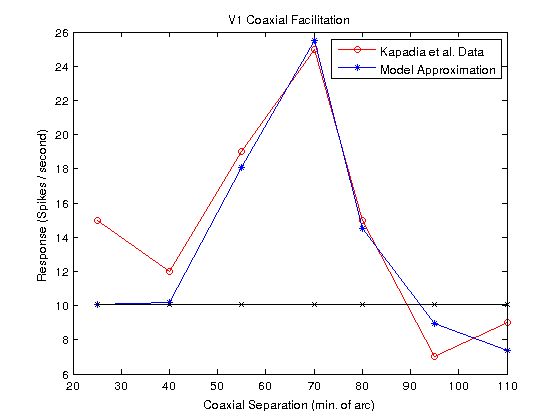 V1 Coaxial Facilitation
Kapadia et al. Data
Model Approximation
Response (Spikes / second)
26
24
22
20
18
16
14
12
10
8
6
20 30 40 50 60 70 80 90 100 110
Coaxial Separation (min. of arc)